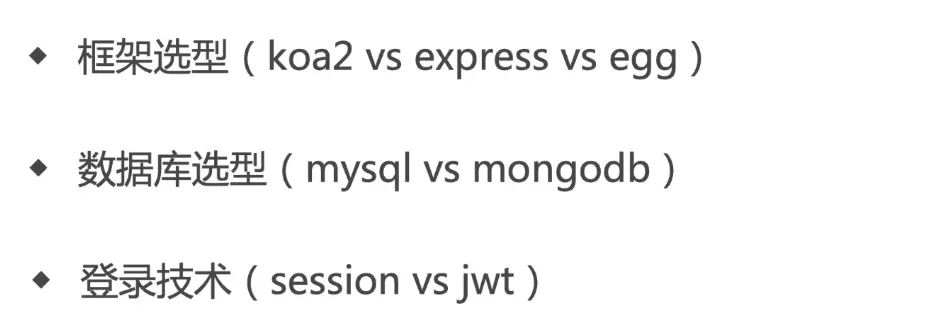 ◆ 框架选型（koa2 vs express vs egg）
◆ 数据库选型（mysql vs mongodb）
◆ 登录技术（session vs jwt）